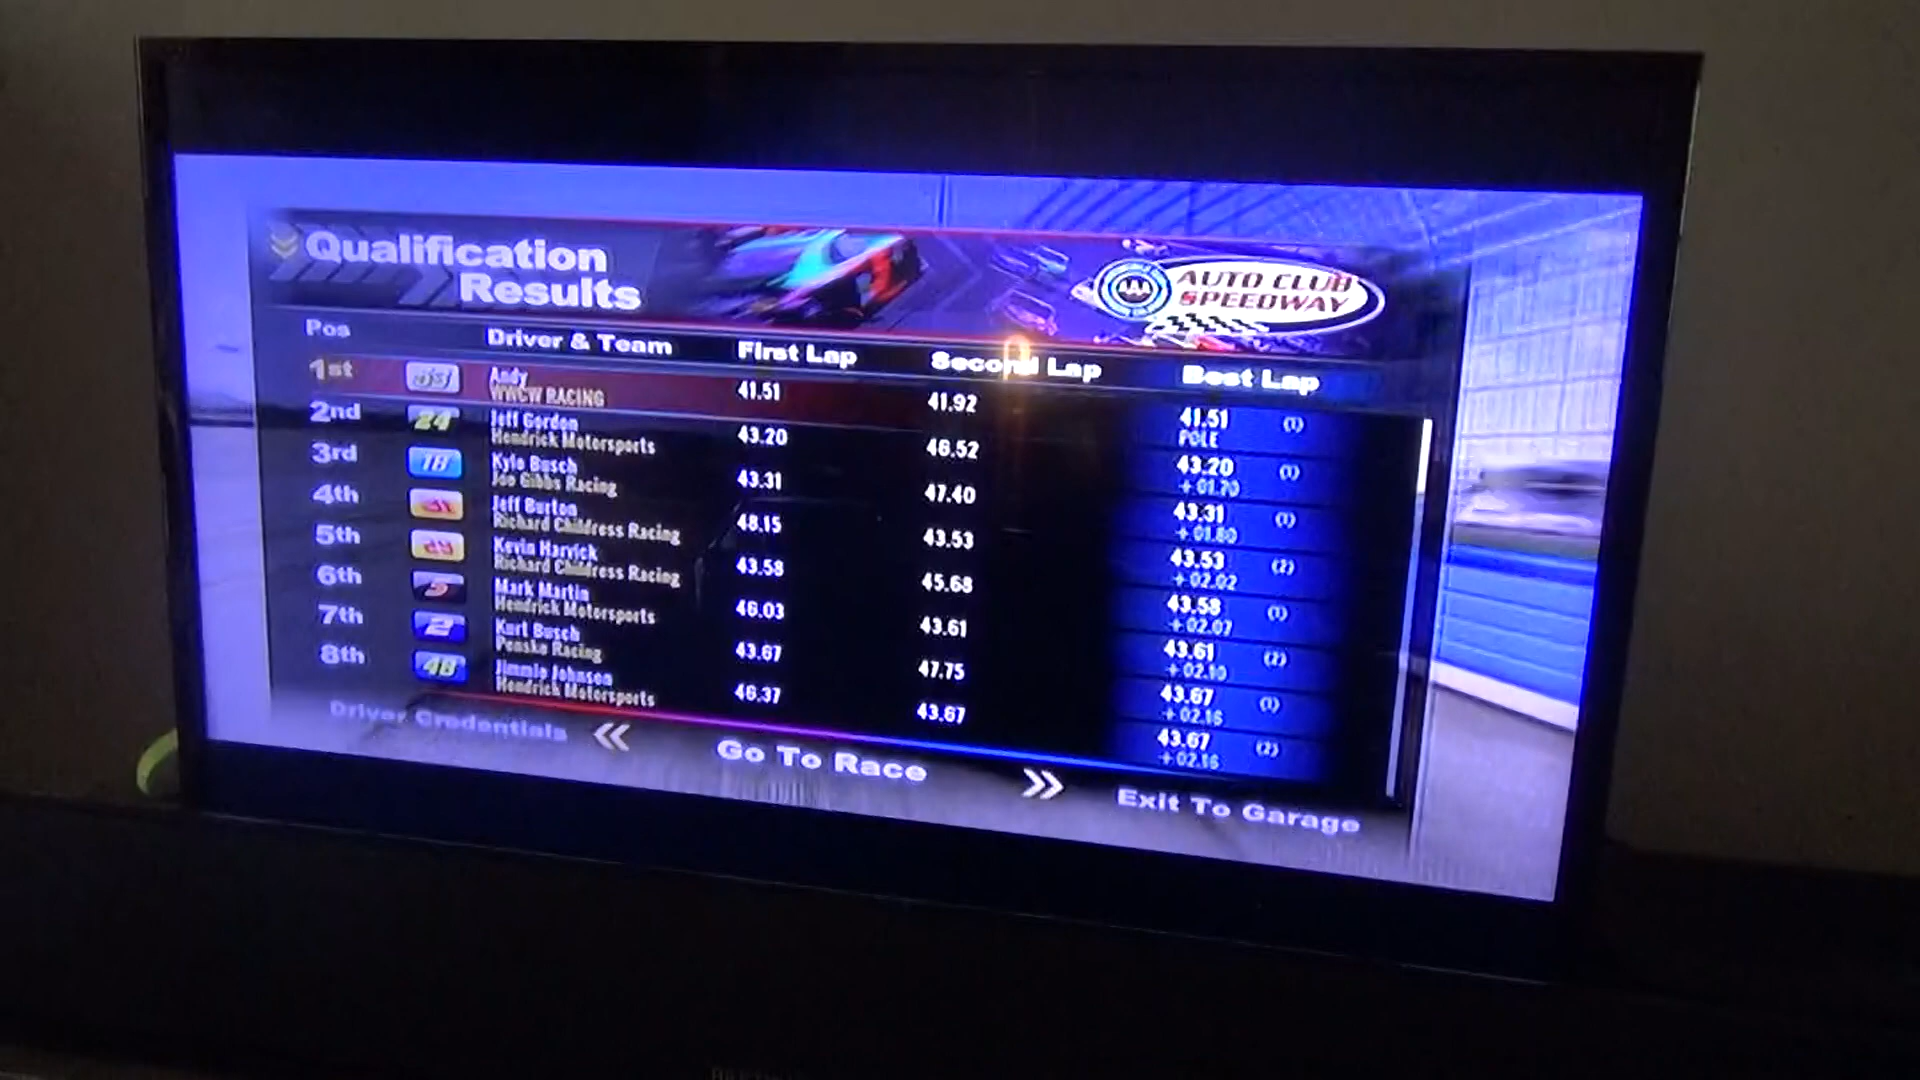 Qualification
Results
AUTO CLUB
SPEEDWAY
Pos Driver & Team First Lap Second Lap Best Lap
1st Andy 41.51 41.92 41.51 (1)
WWCW RACING POLE
2nd 24 Jeff Gordon 43.20 46.52 43.20 (1)
Hendrick Motorsports +01.70
3rd 18 Kyle Busch 43.31 47.40 43.31 (1)
Joe Gibbs Racing +01.80
4th 31 Jeff Burton 48.15 43.53 43.53 (2)
Richard Childress Racing +02.02
5th 29 Kevin Harvick 43.58 45.68 43.58 (1)
Richard Childress Racing +02.07
6th 5 Mark Martin 46.03 43.61 43.61 (2)
Hendrick Motorsports +02.10
7th 2 Kurt Busch 43.67 47.75 43.67 (1)
Penske Racing +02.16
8th 48 Jimmie Johnson 46.37 43.67 43.67 (2)
Hendrick Motorsports +02.16
Driver Credentials << Go To Race >> Exit To Garage